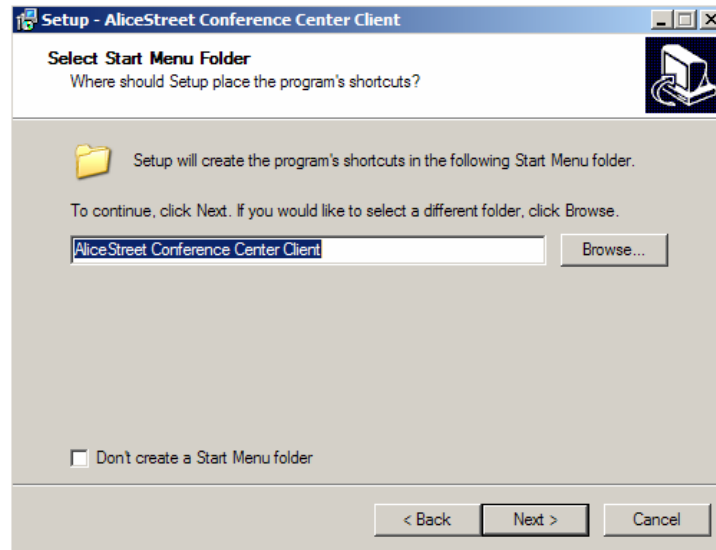 Setup - AliceStreet Conference Center Client
Select Start Menu Folder
Where should Setup place the program's shortcuts?
Setup will create the program's shortcuts in the following Start Menu folder.
To continue, click Next. If you would like to select a different folder, click Browse.
AliceStreet Conference Center Client
Browse...
Don't create a Start Menu folder
< Back
Next >
Cancel